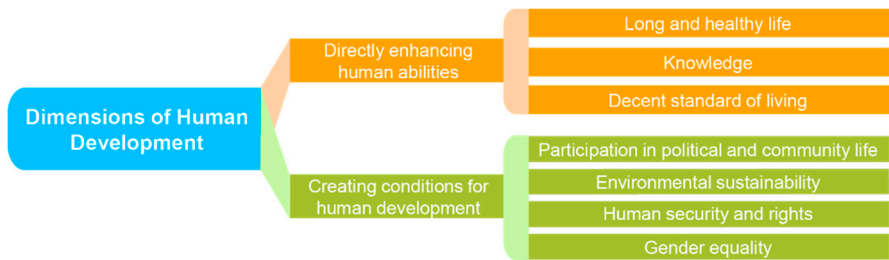 Dimensions of Human
Development
Directly enhancing
human abilities
Long and healthy life
Knowledge
Decent standard of living
Creating conditions for
human development
Participation in political and community life
Environmental sustainability
Human security and rights
Gender equality